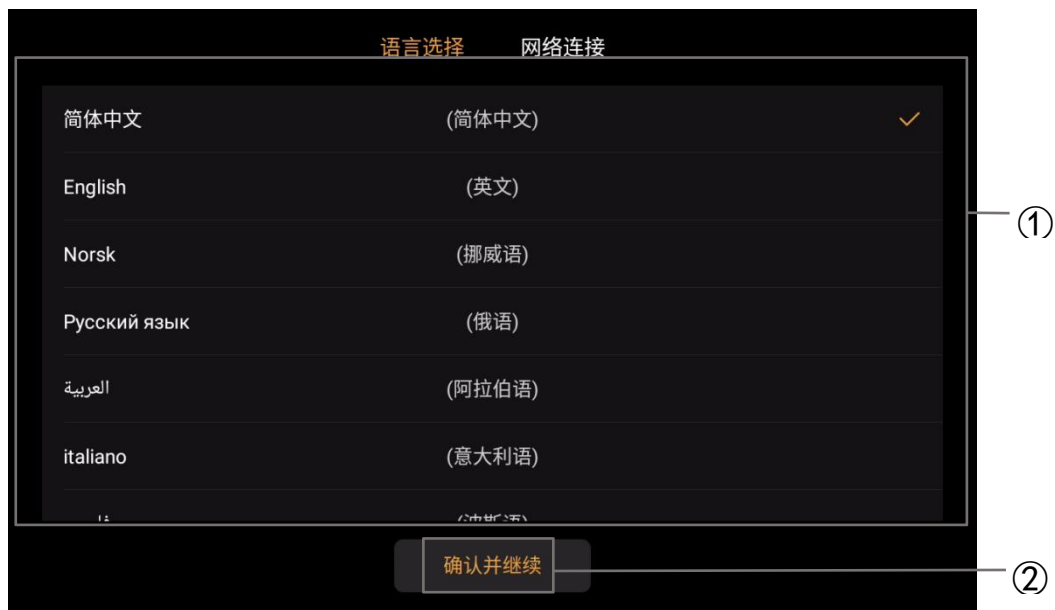 语言选择 网络连接
简体中文 (简体中文)
English (英文)
Norsk (挪威语)
Русский язык (俄语)
العربية (阿拉伯语)
italiano (意大利语)
①
确认并继续
②